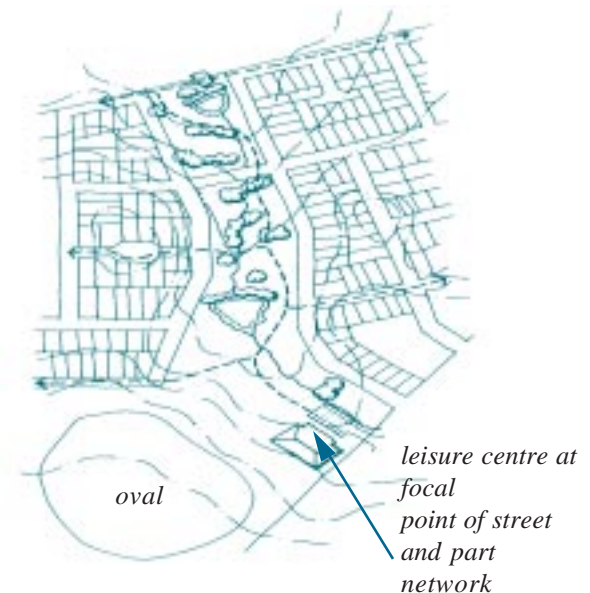 oval
leisure centre at
focal
point of street
and part
network